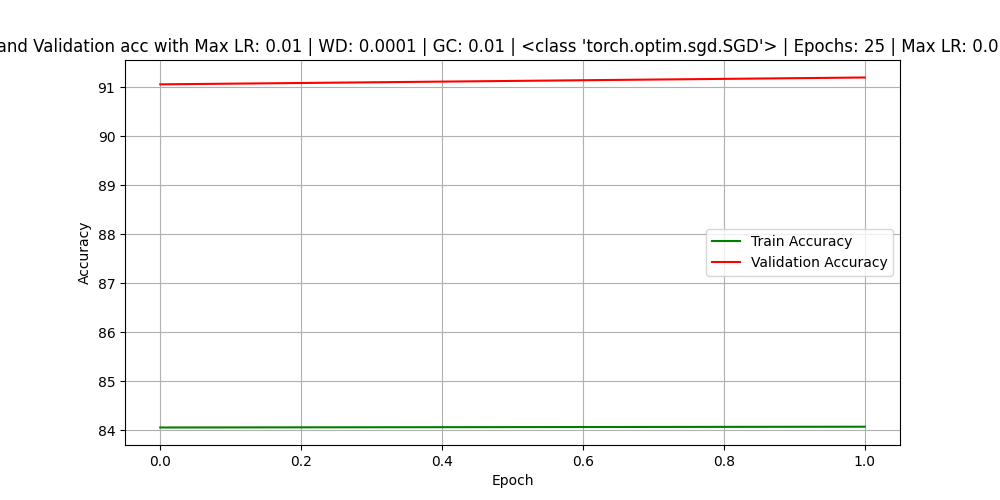 and Validation acc with Max LR: 0.01 | WD: 0.0001 | GC: 0.01 | <class 'torch.optim.sgd.SGD'> | Epochs: 25 | Max LR: 0.0
91
90
89
88
87
86
85
84
Accuracy
Train Accuracy
Validation Accuracy
0.0 0.2 0.4 0.6 0.8 1.0
Epoch